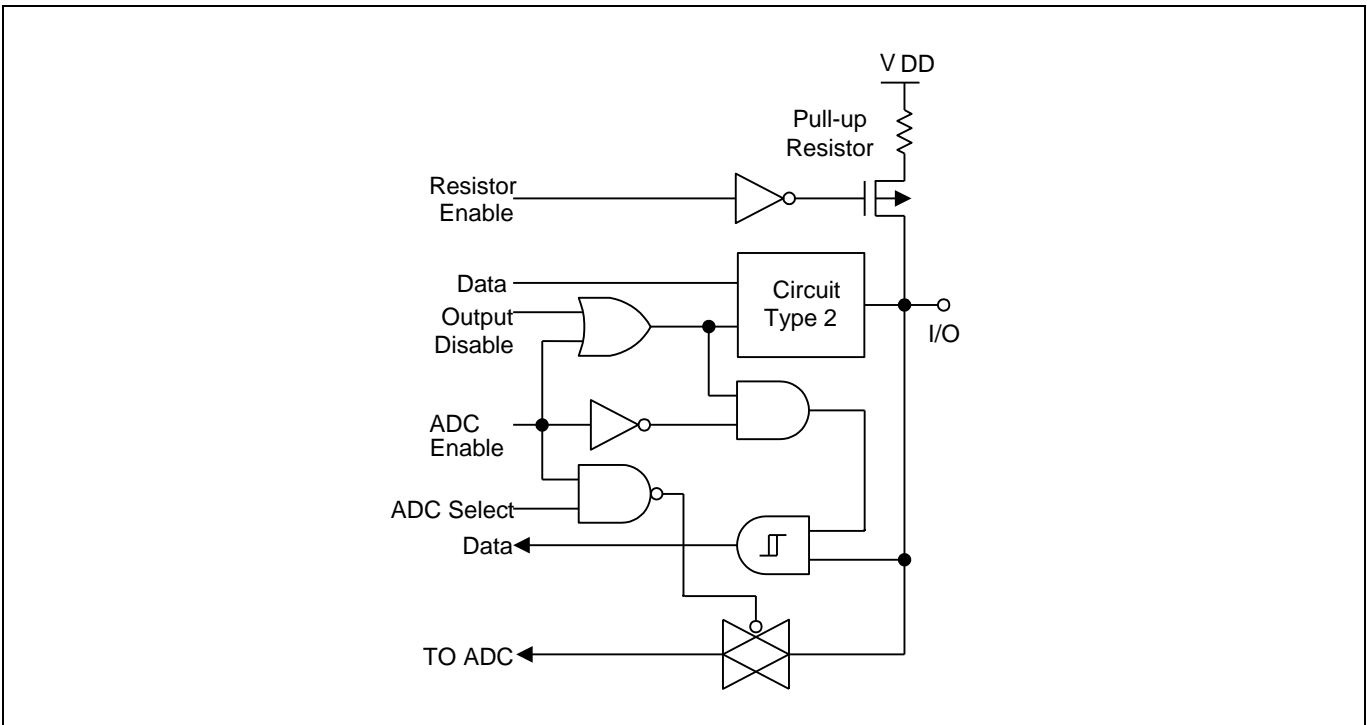 V DD
Pull-up
Resistor
Resistor
Enable
Data
Circuit
Type 2
Output
Disable
I/O
ADC
Enable
ADC Select
Data
TO ADC